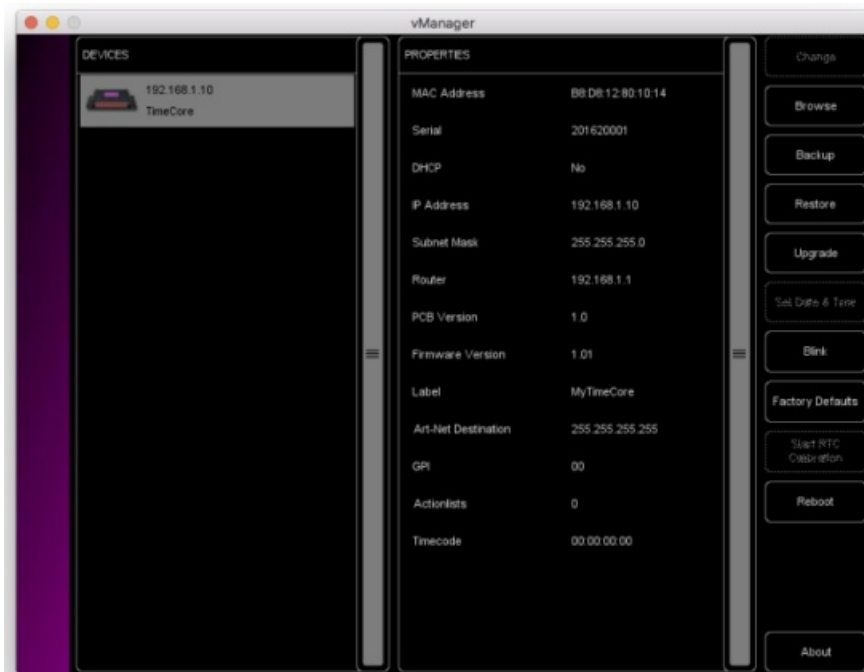 vManager
DEVICES
192.168.1.10
TimeCore
PROPERTIES
MAC Address B8:D8:12:80:10:14
Serial 201620001
DHCP No
IP Address 192.168.1.10
Subnet Mask 255.255.255.0
Router 192.168.1.1
PCB Version 1.0
Firmware Version 1.01
Label MyTimeCore
Art-Net Destination 255.255.255.255
GPI 00
Actionlists 0
Timecode 00:00:00:00
Change
Browse
Backup
Restore
Upgrade
Set Date & Time
Blink
Factory Defaults
Start RTC
Calibration
Reboot
About